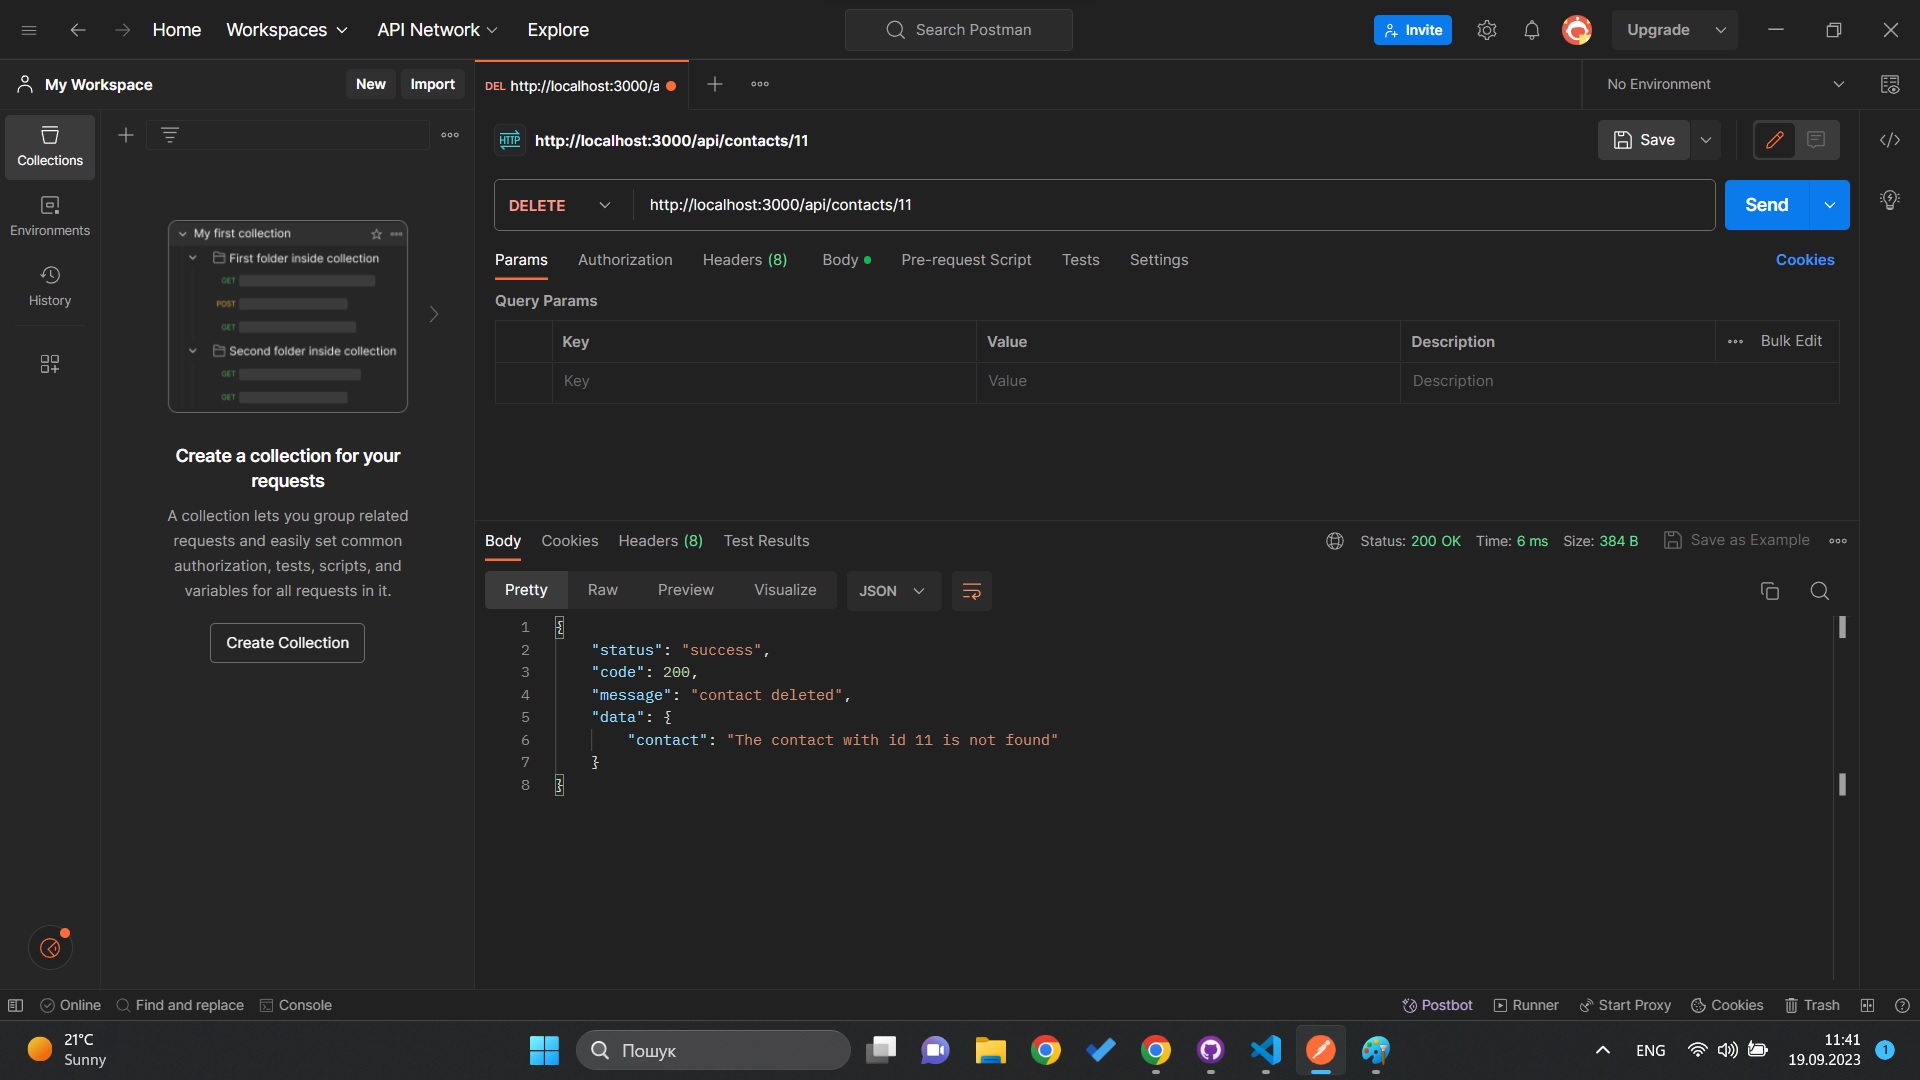 Home
Workspaces
API Network
Explore
Search Postman
Invite
Upgrade
My Workspace
New
Import
DEL http://localhost:3000/a
No Environment
Collections
Environments
History
My first collection
First folder inside collection
GET
POST
GET
Second folder inside collection
GET
GET
Create a collection for your
requests
A collection lets you group related
requests and easily set common
authorization, tests, scripts, and
variables for all requests in it.
Create Collection
HTTP
http://localhost:3000/api/contacts/11
Save
DELETE
http://localhost:3000/api/contacts/11
Send
Params
Authorization
Headers (8)
Body
Pre-request Script
Tests
Settings
Cookies
Query Params
Key
Value
Description
Bulk Edit
Key
Value
Description
Body
Cookies
Headers (8)
Test Results
Status: 200 OK
Time: 6 ms
Size: 384 B
Save as Example
Pretty
Raw
Preview
Visualize
JSON
1 {
2 "status": "success",
3 "code": 200,
4 "message": "contact deleted",
5 "data": {
6 "contact": "The contact with id 11 is not found"
7 }
8 }
Online
Find and replace
Console
Postbot
Runner
Start Proxy
Cookies
Trash
21°C
Sunny
Пошук
ENG
11:41
19.09.2023
1